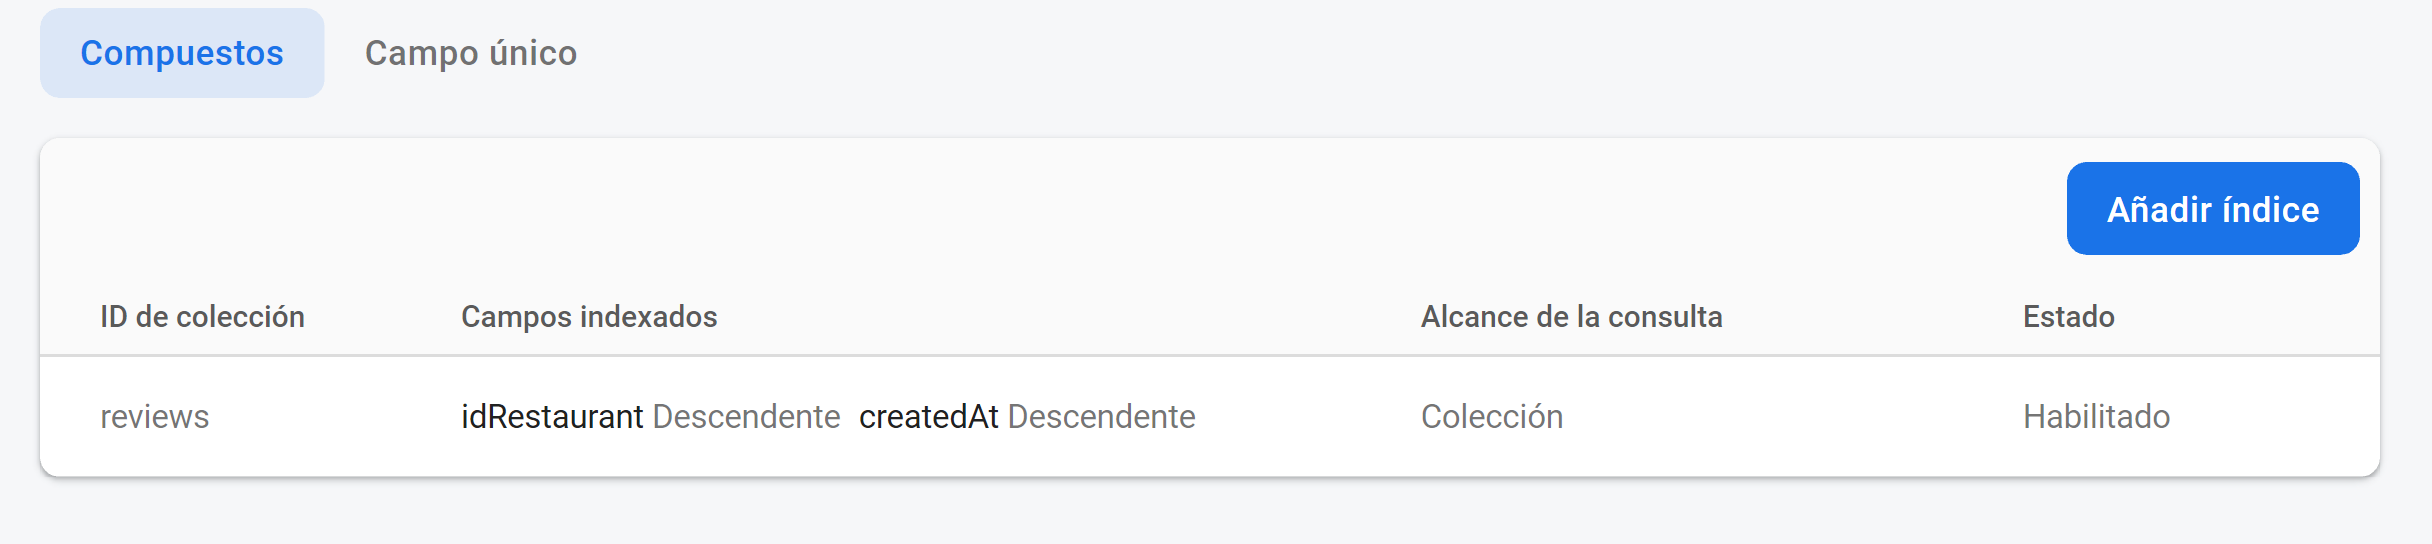 Compuestos Campo único
Añadir índice
ID de colección Campos indexados Alcance de la consulta Estado
reviews idRestaurant Descendente createdAt Descendente Colección Habilitado